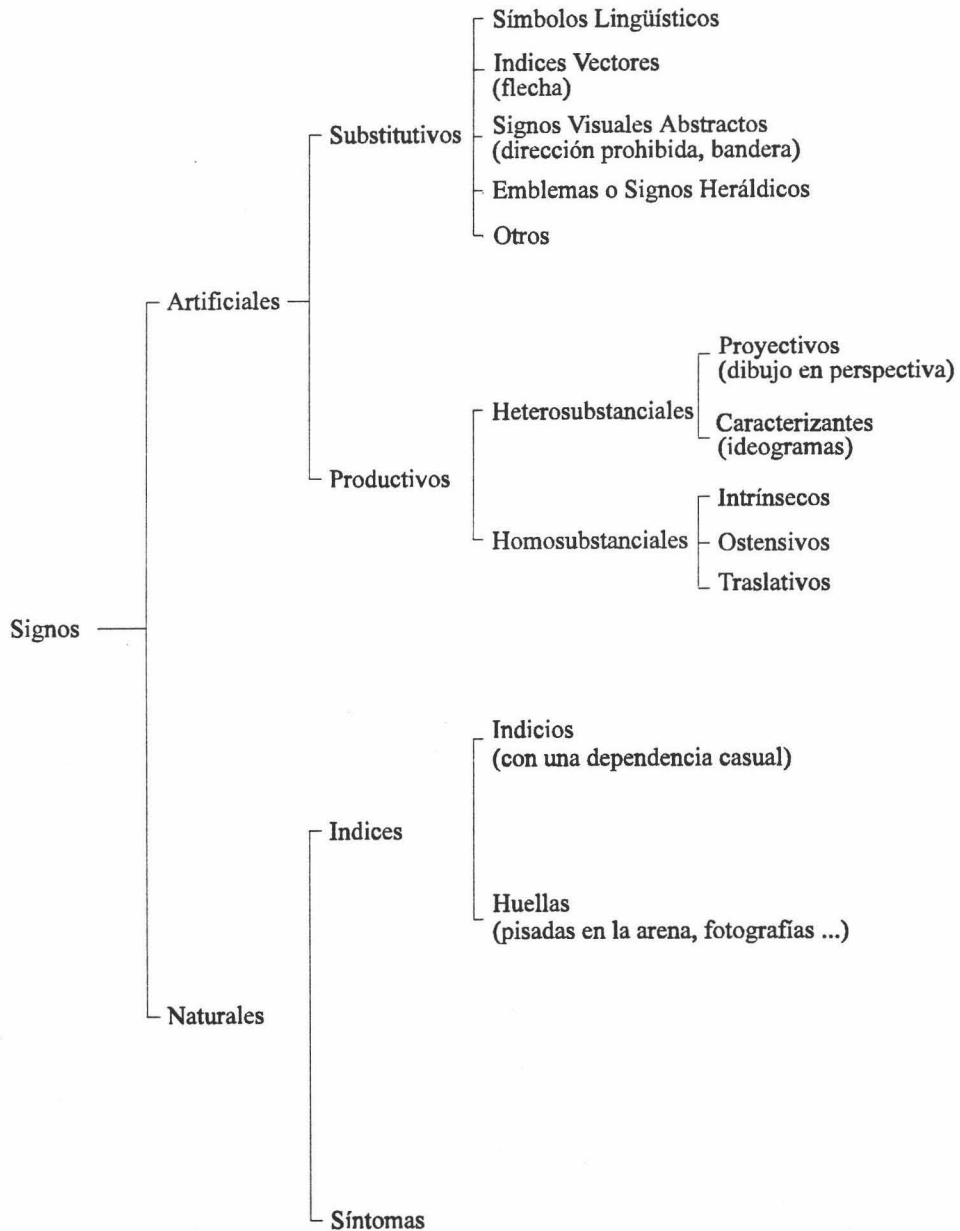 Símbolos Lingüísticos
Indices Vectores
(flecha)
Substitutivos
Signos Visuales Abstractos
(dirección prohibida, bandera)
Emblemas o Signos Heráldicos
Otros
Artificiales
Proyectivos
(dibujo en perspectiva)
Heterosubstanciales
Caracterizantes
(ideogramas)
Productivos
Intrínsecos
Homosubstanciales
Ostensivos
Traslativos
Signos
Indicios
(con una dependencia casual)
Indices
Huellas
(pisadas en la arena, fotografías ...)
Naturales
Síntomas